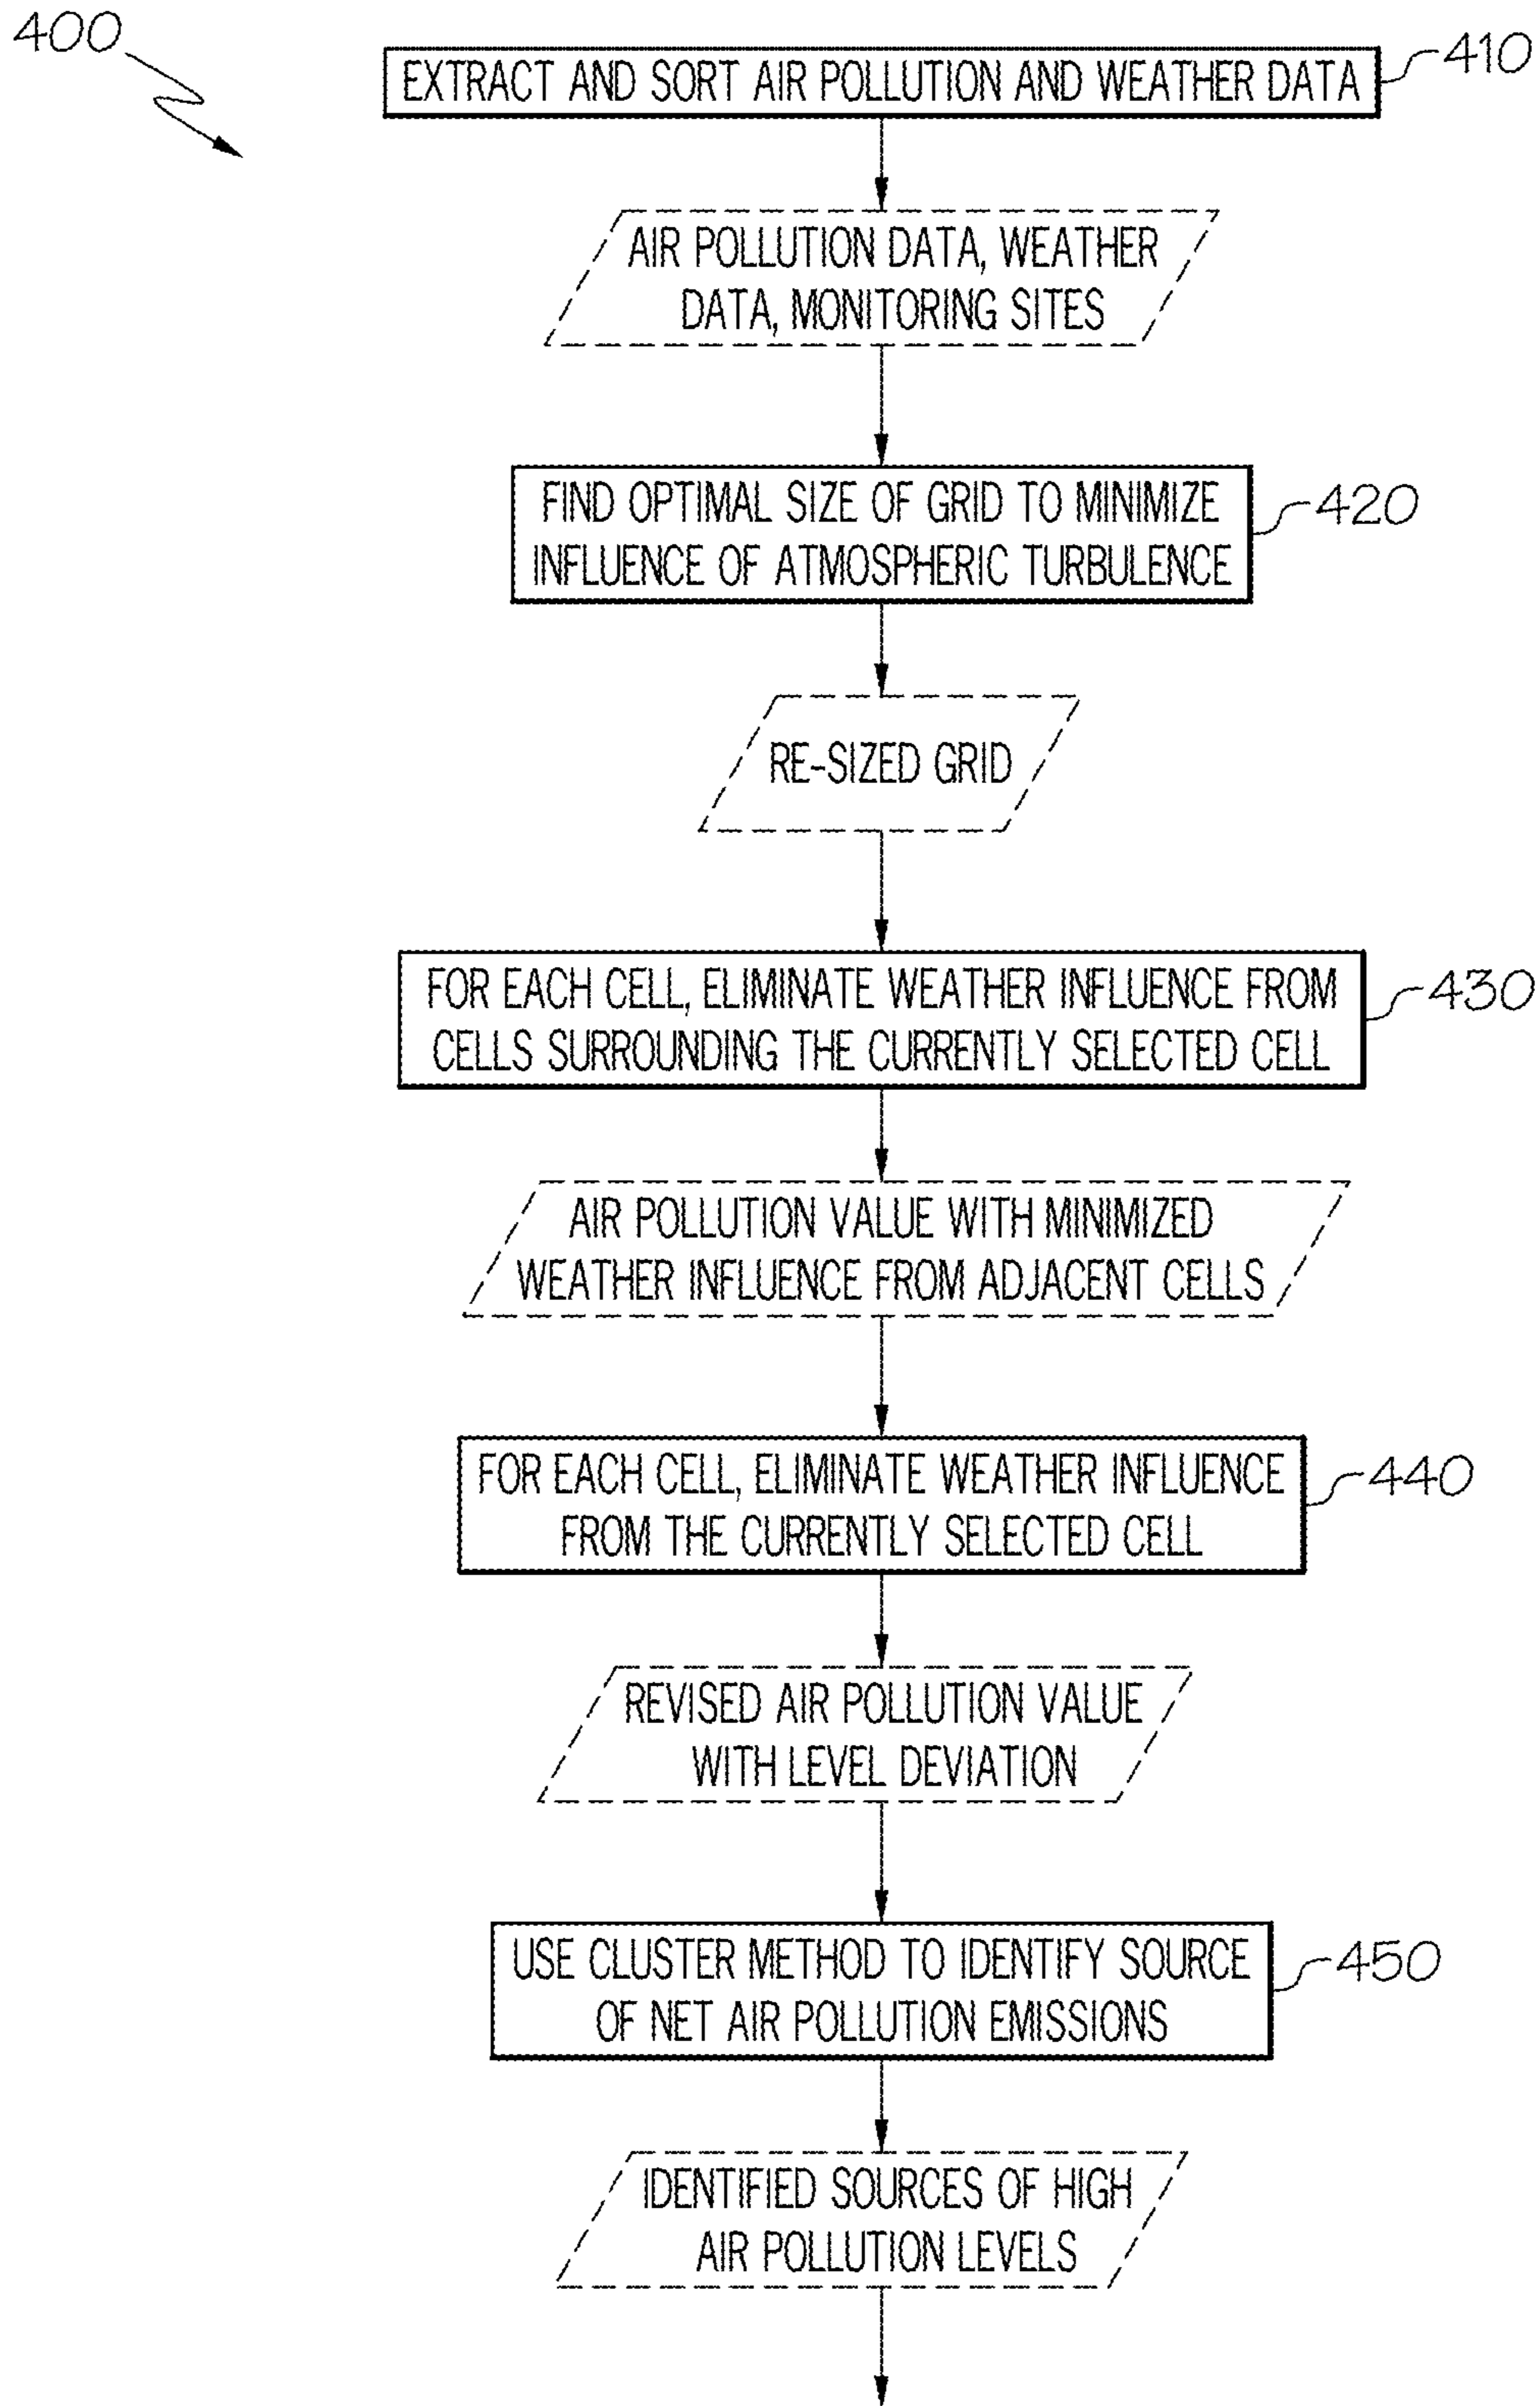 400
EXTRACT AND SORT AIR POLLUTION AND WEATHER DATA
410
AIR POLLUTION DATA, WEATHER
DATA, MONITORING SITES
FIND OPTIMAL SIZE OF GRID TO MINIMIZE
INFLUENCE OF ATMOSPHERIC TURBULENCE
420
RE-SIZED GRID
FOR EACH CELL, ELIMINATE WEATHER INFLUENCE FROM
CELLS SURROUNDING THE CURRENTLY SELECTED CELL
430
AIR POLLUTION VALUE WITH MINIMIZED
WEATHER INFLUENCE FROM ADJACENT CELLS
FOR EACH CELL, ELIMINATE WEATHER INFLUENCE
FROM THE CURRENTLY SELECTED CELL
440
REVISED AIR POLLUTION VALUE
WITH LEVEL DEVIATION
USE CLUSTER METHOD TO IDENTIFY SOURCE
OF NET AIR POLLUTION EMISSIONS
450
IDENTIFIED SOURCES OF HIGH
AIR POLLUTION LEVELS